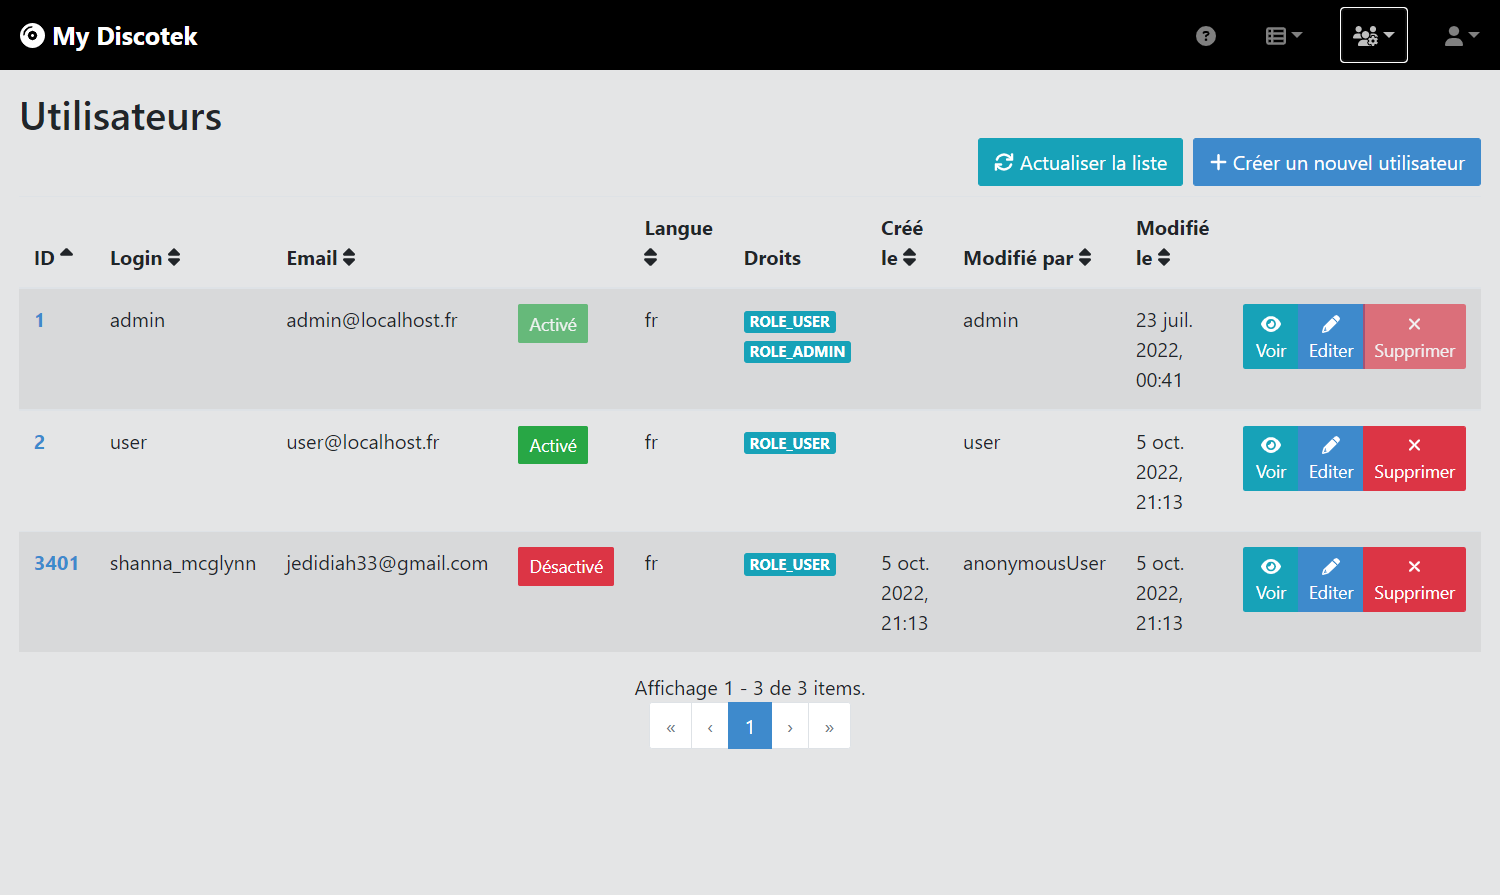 My Discotek
Utilisateurs
Actualiser la liste
Créer un nouvel utilisateur
ID Login Email Langue Droits Créé le Modifié par Modifié le
1 admin admin@localhost.fr Activé fr ROLE_USER ROLE_ADMIN admin 23 juil. 2022, 00:41 Voir Editer Supprimer
2 user user@localhost.fr Activé fr ROLE_USER user 5 oct. 2022, 21:13 Voir Editer Supprimer
3401 shanna_mcglynn jedidiah33@gmail.com Désactivé fr ROLE_USER 5 oct. 2022, 21:13 anonymousUser 5 oct. 2022, 21:13 Voir Editer Supprimer
Affichage 1 - 3 de 3 items.
« ‹ 1 › »